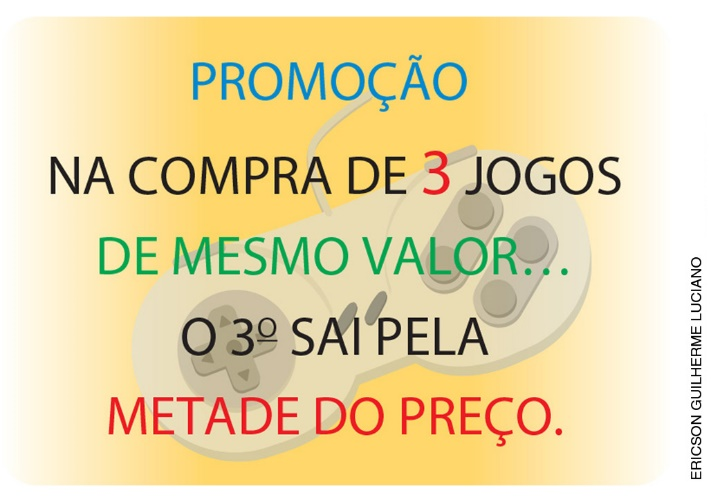 PROMOÇÃO
NA COMPRA DE 3 JOGOS
DE MESMO VALOR...
O 3º SAI PELA
METADE DO PREÇO.
ERICSON GUILHERME LUCIANO